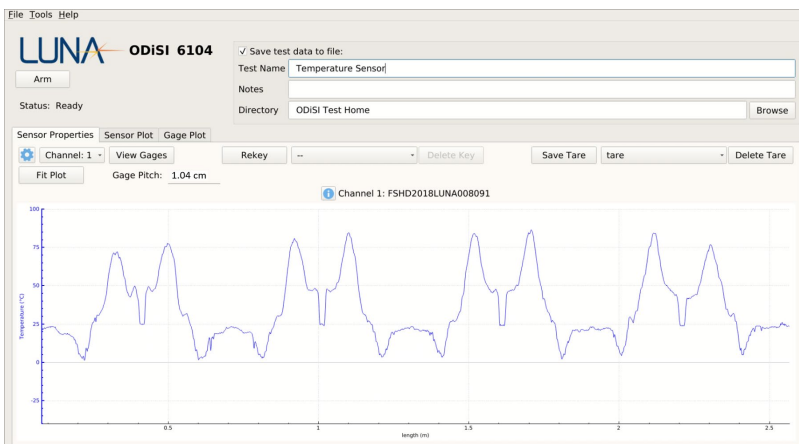 File Tools Help
LUNA ODiSI 6104
Save test data to file:
Test Name Temperature Sensor
Arm
Notes
Status: Ready
Directory ODiSI Test Home Browse
Sensor Properties Sensor Plot Gage Plot
Channel: 1 View Gages Rekey -- Delete Key Save Tare tare Delete Tare
Fit Plot Gage Pitch: 1.04 cm
Channel 1: FSHD2018LUNA008091
100
75
50
25
0
-25
Temperature (°C)
0.5 1 1.5 2 2.5
length (m)